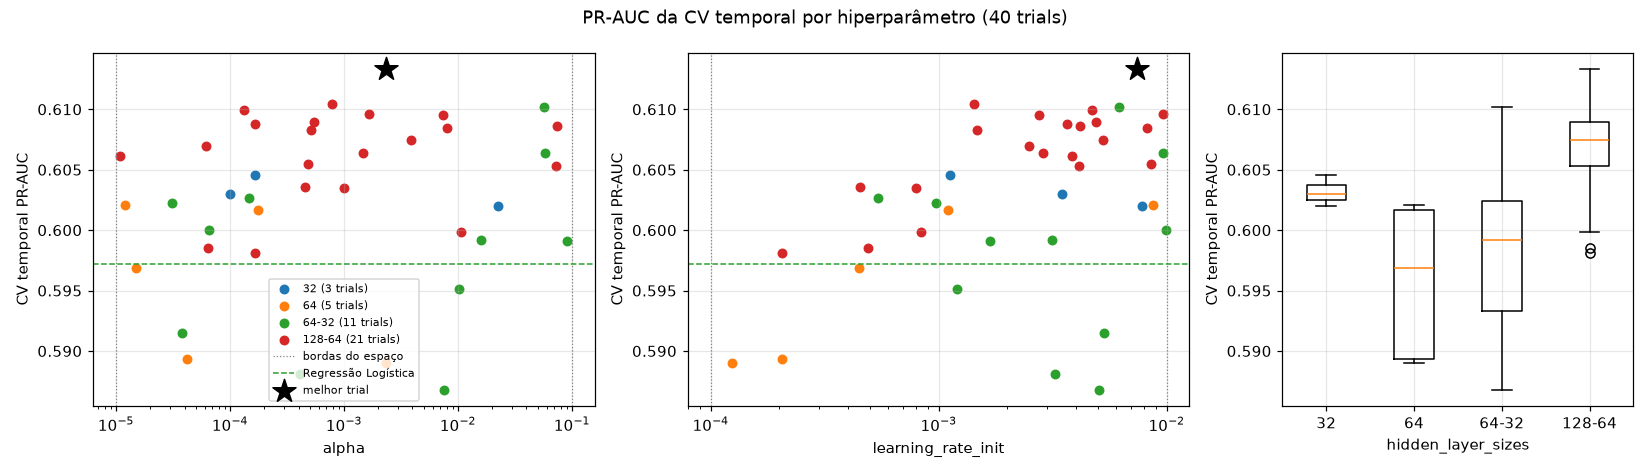 PR-AUC da CV temporal por hiperparâmetro (40 trials)
CV temporal PR-AUC
0.610
0.605
0.600
0.595
0.590
32 (3 trials)
64 (5 trials)
64-32 (11 trials)
128-64 (21 trials)
bordas do espaço
Regressão Logística
melhor trial
10⁻⁵ 10⁻⁴ 10⁻³ 10⁻² 10⁻¹
alpha
CV temporal PR-AUC
0.610
0.605
0.600
0.595
0.590
10⁻⁴ 10⁻³ 10⁻²
learning_rate_init
CV temporal PR-AUC
0.610
0.605
0.600
0.595
0.590
32 64 64-32 128-64
hidden_layer_sizes